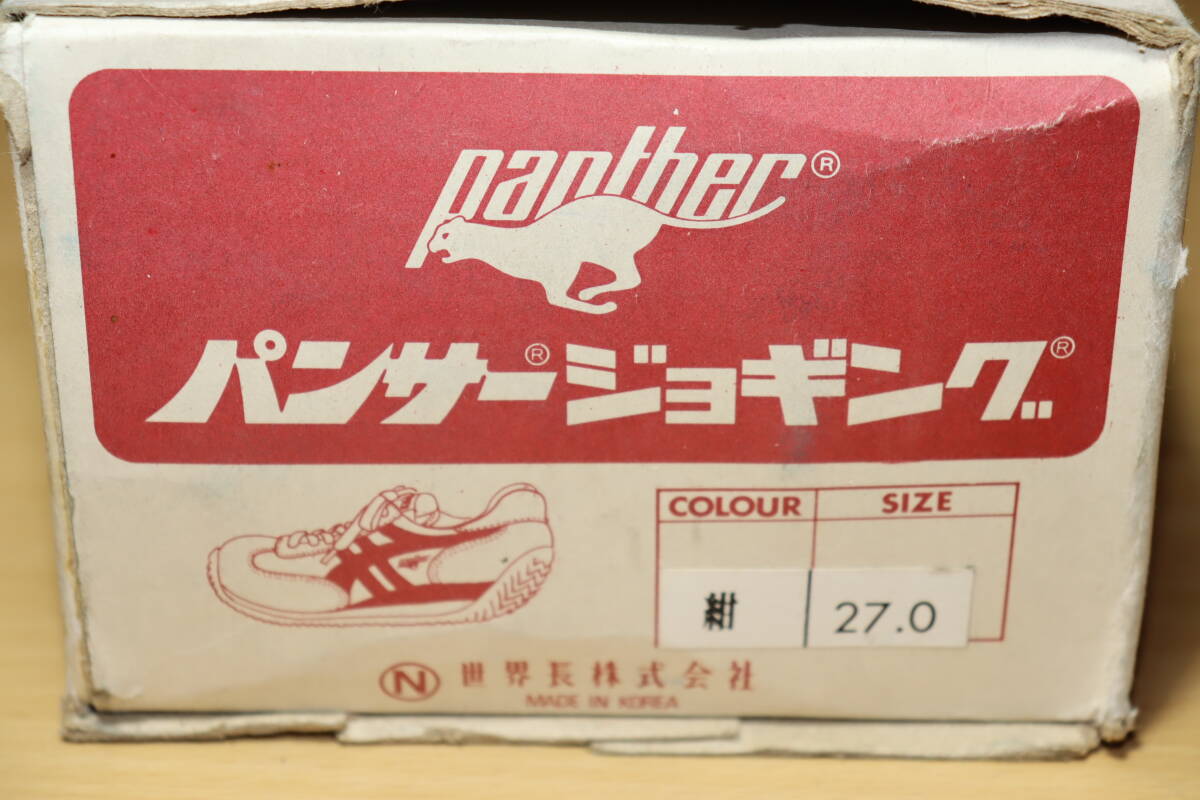 panther®
パンサー®ジョギング®
COLOUR SIZE
紺 27.0
Ⓝ 世界長株式会社
MADE IN KOREA